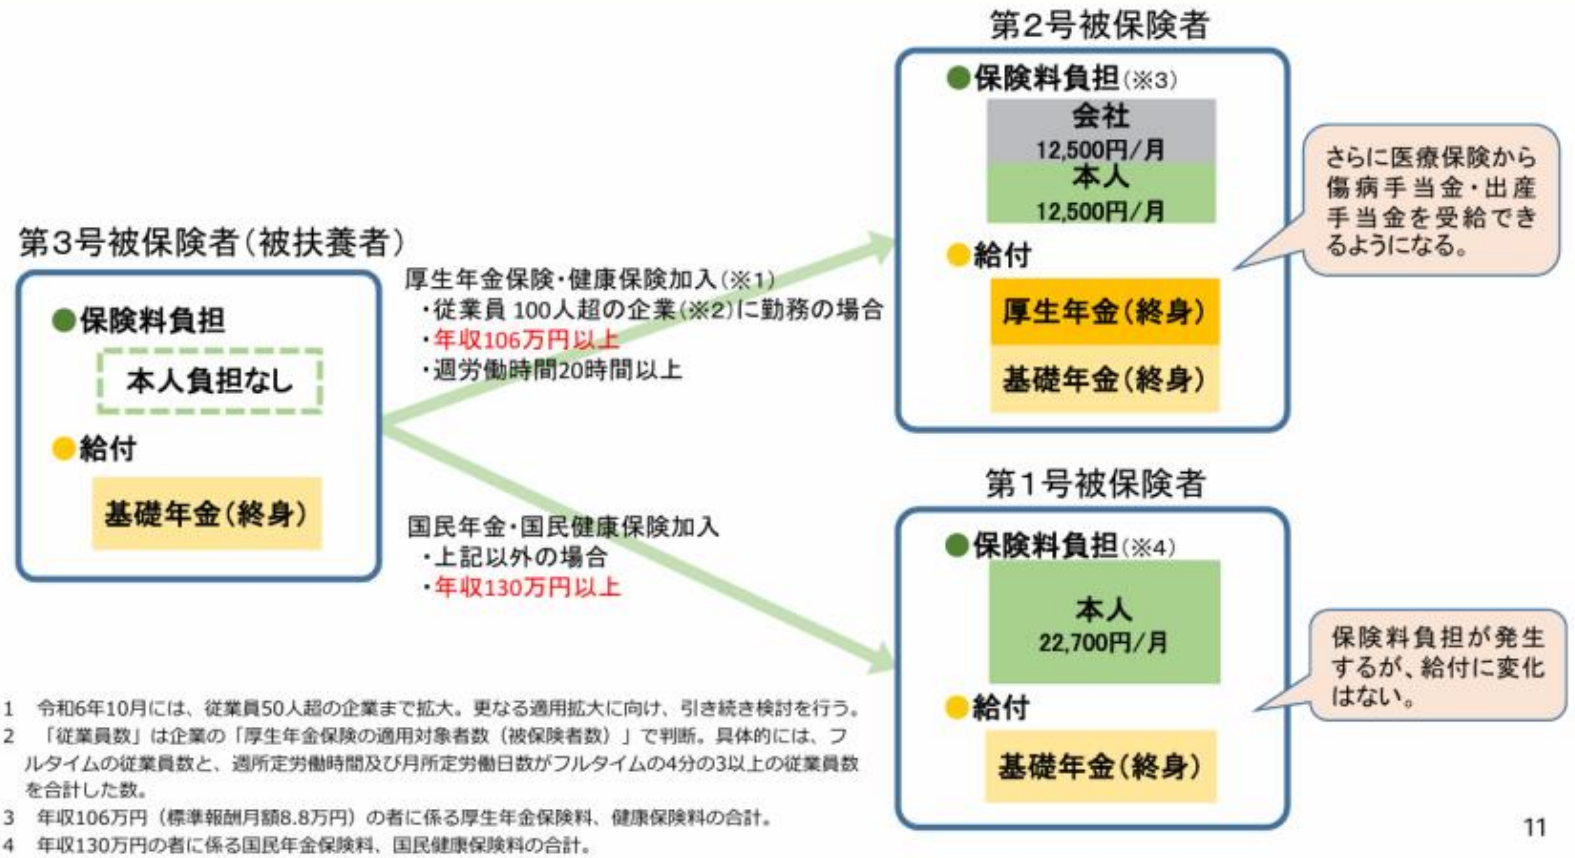 第2号被保険者
●保険料負担(※3)
会社
12,500円/月
本人
12,500円/月
●給付
厚生年金(終身)
基礎年金(終身)
さらに医療保険から
傷病手当金・出産
手当金を受給でき
るようになる。
第3号被保険者(被扶養者)
●保険料負担
本人負担なし
●給付
基礎年金(終身)
厚生年金保険・健康保険加入(※1)
・従業員100人超の企業(※2)に勤務の場合
・年収106万円以上
・週労働時間20時間以上
国民年金・国民健康保険加入
・上記以外の場合
・年収130万円以上
第1号被保険者
●保険料負担(※4)
本人
22,700円/月
●給付
基礎年金(終身)
保険料負担が発生
するが、給付に変化
はない。
1 令和6年10月には、従業員50人超の企業まで拡大。更なる適用拡大に向け、引き続き検討を行う。
2 「従業員数」は企業の「厚生年金保険の適用対象者数(被保険者数)」で判断。具体的には、フ
ルタイムの従業員数と、週所定労働時間及び月所定労働日数がフルタイムの4分の3以上の従業員数
を合計した数。
3 年収106万円(標準報酬月額8.8万円)の者に係る厚生年金保険料、健康保険料の合計。
4 年収130万円の者に係る国民年金保険料、国民健康保険料の合計。
11